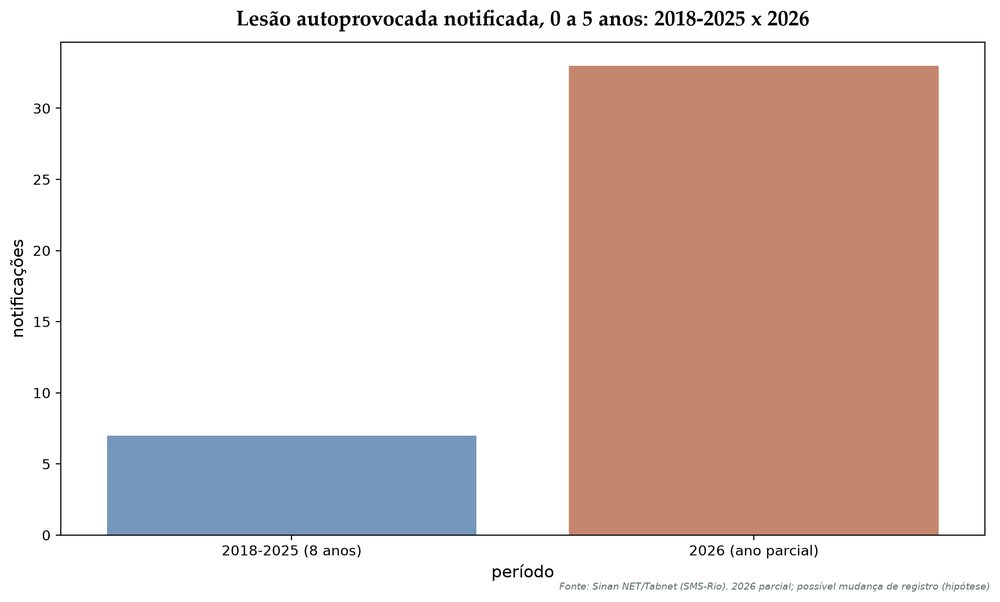 Lesão autoprovocada notificada, 0 a 5 anos: 2018-2025 x 2026
notificações
30
25
20
15
10
5
0
2018-2025 (8 anos)
2026 (ano parcial)
período
Fonte: Sinan NET/Tabnet (SMS-Rio). 2026 parcial; possível mudança de registro (hipótese)